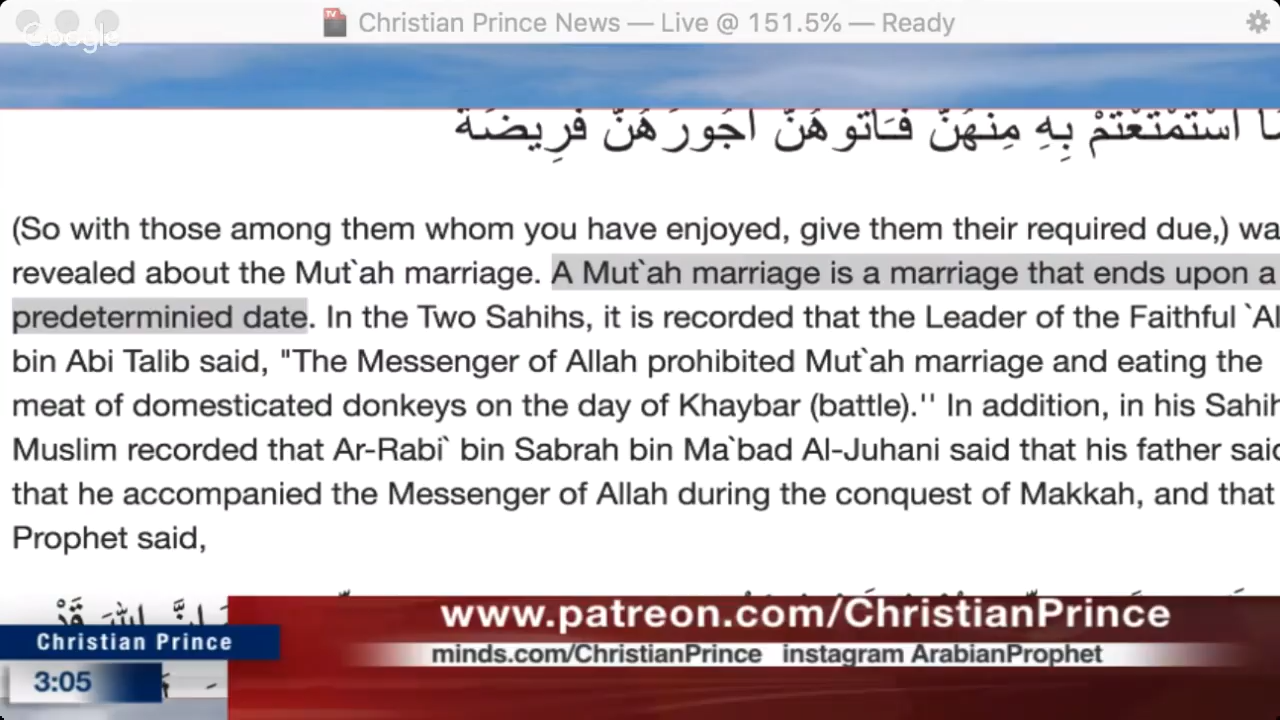 Christian Prince News — Live @ 151.5% — Ready
Google
اسْتَمْتَعْتُمْ بِهِ مِنْهُنَّ فَـَاتُوهُنَّ أُجُورَهُنَّ فَرِيضَةً
(So with those among them whom you have enjoyed, give them their required due,) wa
revealed about the Mut`ah marriage. A Mut`ah marriage is a marriage that ends upon a
predeterminied date. In the Two Sahihs, it is recorded that the Leader of the Faithful `Al
bin Abi Talib said, "The Messenger of Allah prohibited Mut`ah marriage and eating the
meat of domesticated donkeys on the day of Khaybar (battle).'' In addition, in his Sahih
Muslim recorded that Ar-Rabi` bin Sabrah bin Ma`bad Al-Juhani said that his father said
that he accompanied the Messenger of Allah during the conquest of Makkah, and that
Prophet said,
www.patreon.com/ChristianPrince
Christian Prince
minds.com/ChristianPrince instagram ArabianProphet
3:05